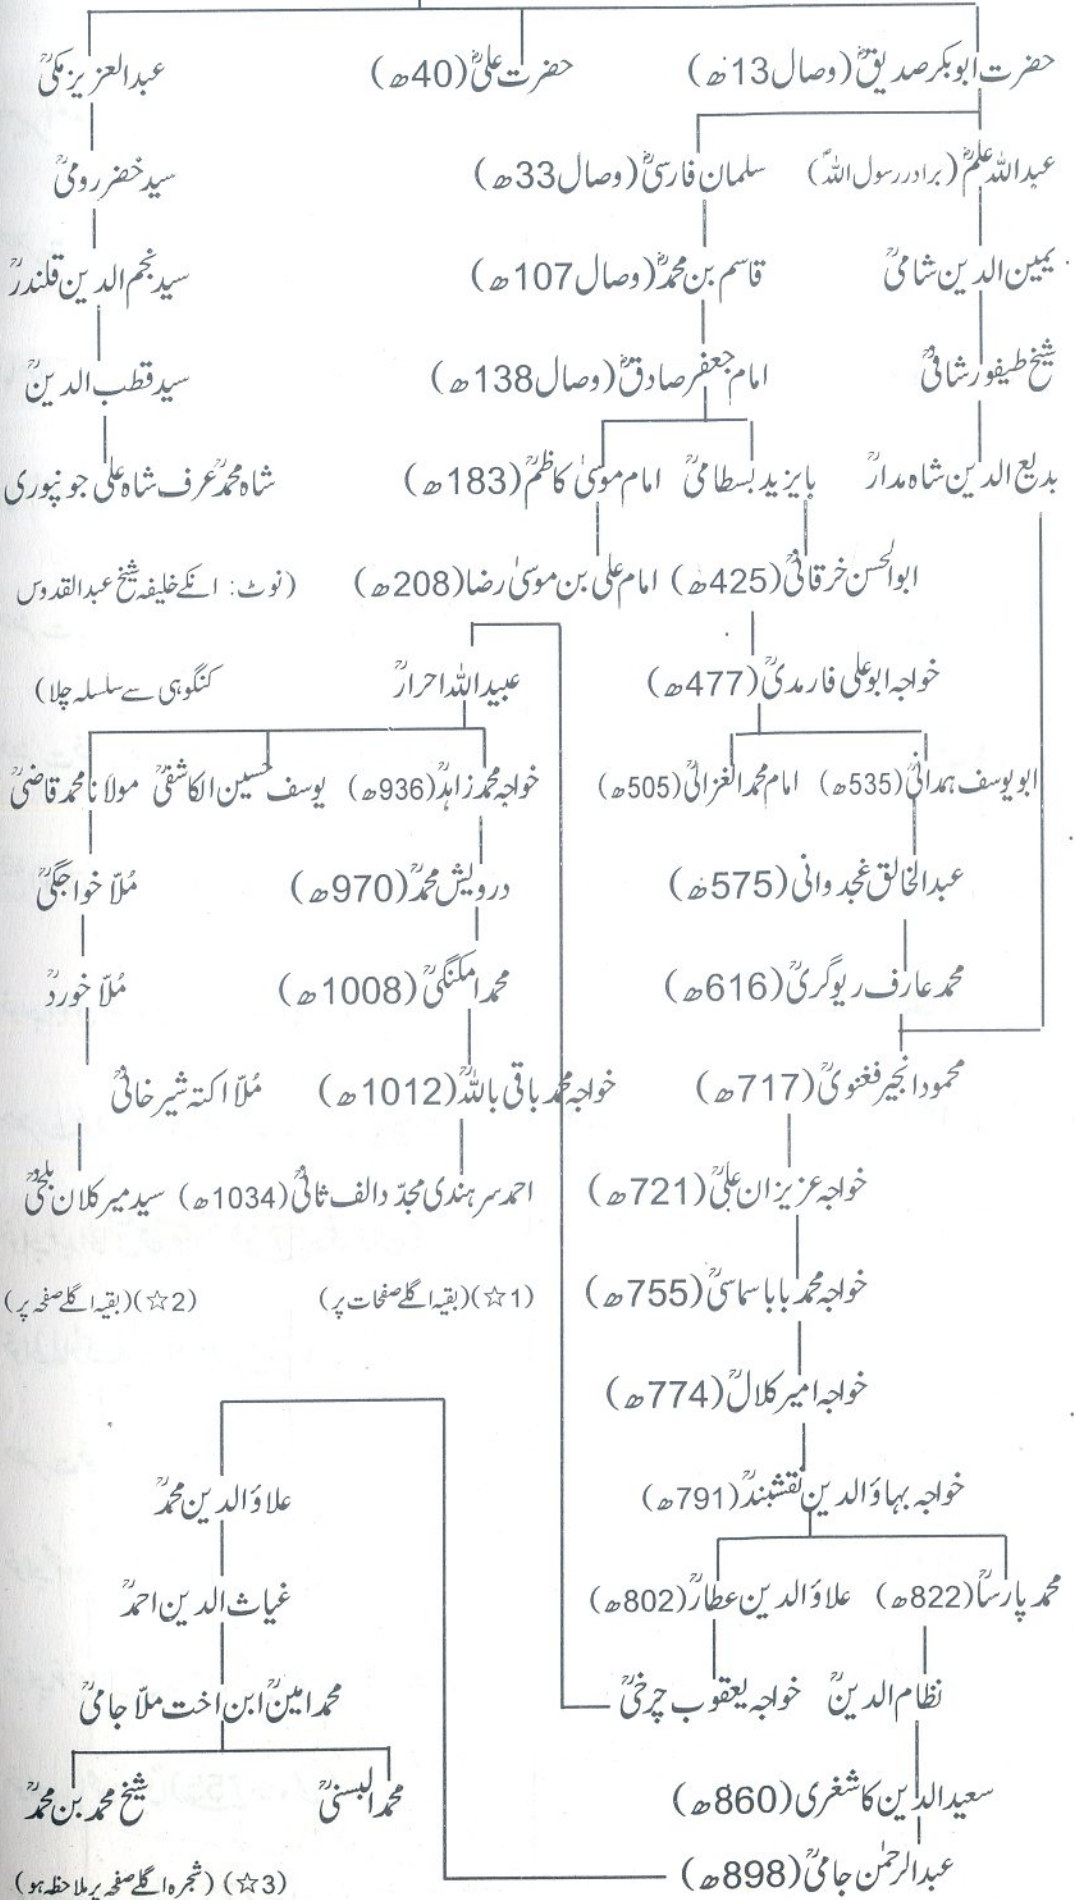 حضرت ابوبکر صدیقؓ (وصال 13ھ) حضرت علیؓ (40ھ) عبدالعزیز مکیؒ
عبداللہ علمؓ (برادر رسول اللہؐ) سلمان فارسیؓ (وصال 33ھ) سید خضر رومیؒ
یمین الدین شامیؒ قاسم بن محمدؓ (وصال 107ھ) سید نجم الدین قلندرؒ
شیخ طیفور شافیؒ امام جعفر صادقؓ (وصال 138ھ) سید قطب الدینؒ
بدیع الدین شاہ مدارؒ بایزید بسطامیؒ امام موسیٰ کاظمؒ (183ھ) شاہ محمدؒ عرف شاہ علی جونپوری
ابوالحسن خرقانیؒ (425ھ) امام علی بن موسیٰ رضا (208ھ) (نوٹ: انکے خلیفہ شیخ عبدالقدوس
خواجہ ابو علی فارمدیؒ (477ھ) عبیداللہ احرارؒ کنگوہی سے سلسلہ چلا)
ابو یوسف ہمدانیؒ (535ھ) امام محمد الغزالیؒ (505ھ) خواجہ محمد زاہدؒ (936ھ) یوسف حسین الکاشفیؒ مولانا محمد قاضیؒ
عبدالخالق غجدوانی (575ھ) درویش محمدؒ (970ھ) مُلّا خواجگیؒ
محمد عارف ریوگریؒ (616ھ) محمد امکنگیؒ (1008ھ) مُلّا خوردؒ
محمود انجیر فغنویؒ (717ھ) خواجہ محمد باقی باللہؒ (1012ھ) مُلّا اکتہ شیر خانیؒ
خواجہ عزیزان علیؒ (721ھ) احمد سرہندی مجدّد الف ثانیؒ (1034ھ) سید میر کلان بلخیؒ
خواجہ محمد بابا سماسیؒ (755ھ) (☆1)(بقیہ اگلے صفحات پر) (☆2)(بقیہ اگلے صفحہ پر)
خواجہ امیر کلالؒ (774ھ)
خواجہ بہاؤالدین نقشبندؒ (791ھ) علاؤالدین محمدؒ
محمد پارساؒ (822ھ) علاؤالدین عطارؒ (802ھ) غیاث الدین احمدؒ
نظام الدینؒ خواجہ یعقوب چرخیؒ محمد امینؒ ابن اخت ملّا جامیؒ
سعید الدین کاشغری (860ھ) محمد البسنیؒ شیخ محمد بن محمدؒ
عبدالرحمٰن جامیؒ (898ھ) (☆3) (شجرہ اگلے صفحہ پر ملاحظہ ہو)